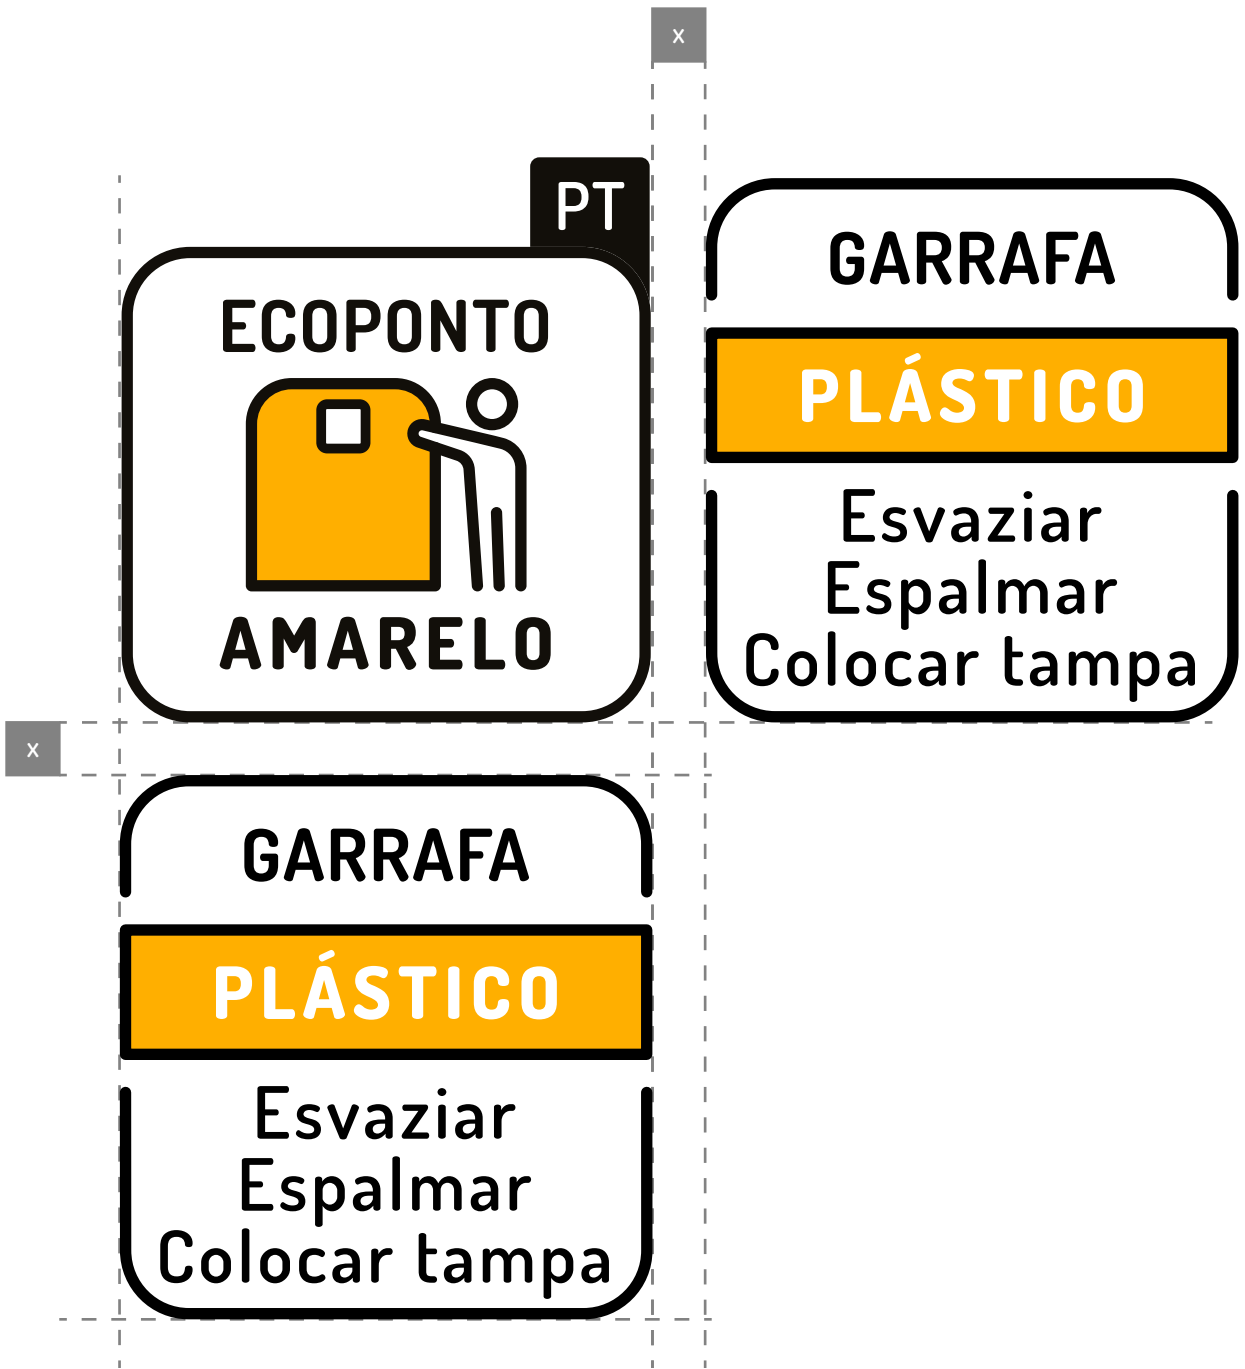 x
PT
ECOPONTO
AMARELO
GARRAFA
PLÁSTICO
Esvaziar
Espalmar
Colocar tampa
x
GARRAFA
PLÁSTICO
Esvaziar
Espalmar
Colocar tampa